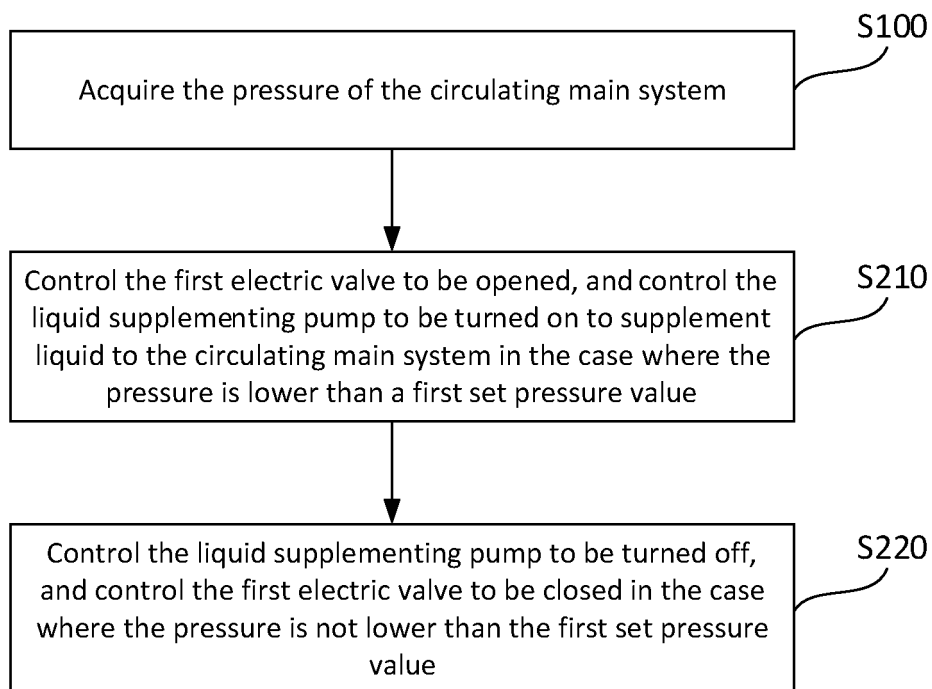 S100
Acquire the pressure of the circulating main system
S210
Control the first electric valve to be opened, and control the
liquid supplementing pump to be turned on to supplement
liquid to the circulating main system in the case where the
pressure is lower than a first set pressure value
S220
Control the liquid supplementing pump to be turned off,
and control the first electric valve to be closed in the case
where the pressure is not lower than the first set pressure
value